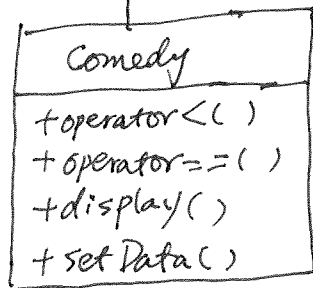 Comedy
+operator<()
+operator==()
+display()
+setData()